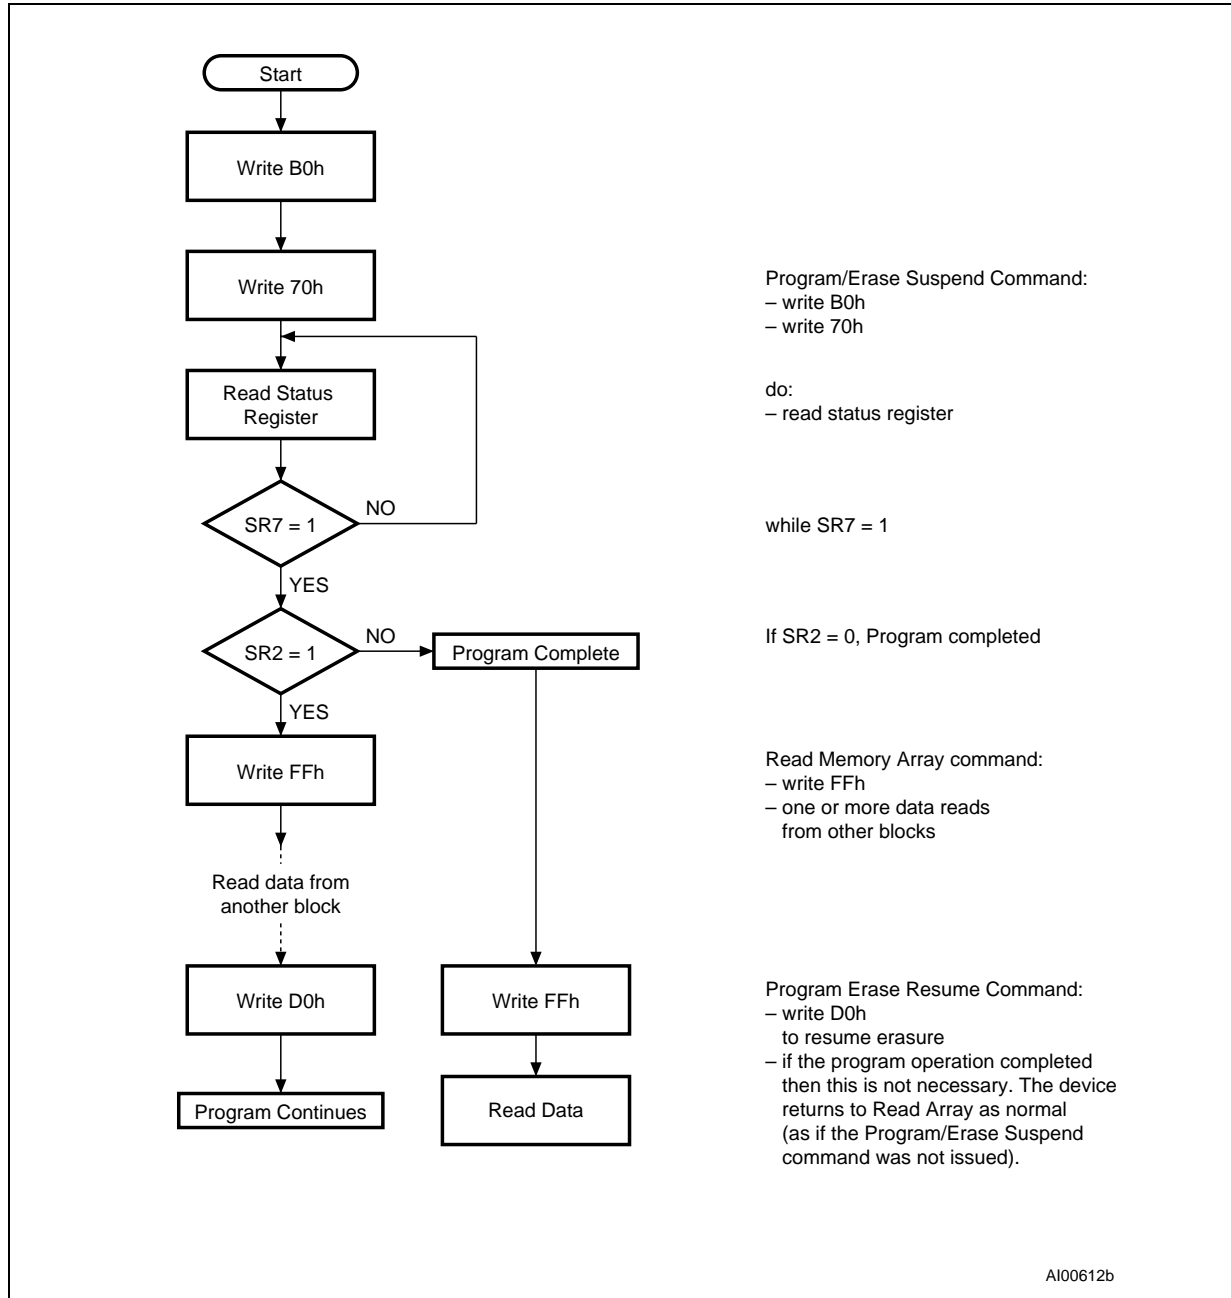 Start
Write B0h
Write 70h
Program/Erase Suspend Command:
– write B0h
– write 70h
Read Status
Register
do:
– read status register
NO
SR7 = 1
while SR7 = 1
YES
NO
SR2 = 1
Program Complete
If SR2 = 0, Program completed
YES
Write FFh
Read Memory Array command:
– write FFh
– one or more data reads
from other blocks
Read data from
another block
Write D0h
Write FFh
Program Erase Resume Command:
– write D0h
to resume erasure
– if the program operation completed
then this is not necessary. The device
returns to Read Array as normal
(as if the Program/Erase Suspend
command was not issued).
Program Continues
Read Data
AI00612b